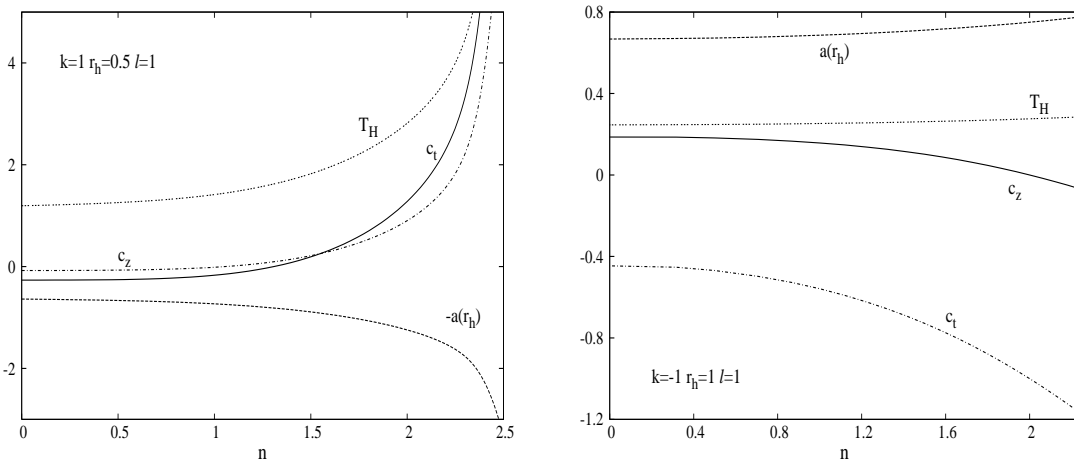 4
2
0
-2
0
0.5
1
1.5
2
2.5
n
k=1 r_h=0.5 l=1
T_H
c_t
c_z
-a(r_h)
0.8
0.4
0
-0.4
-0.8
-1.2
0
0.4
0.8
1.2
1.6
2
n
a(r_h)
T_H
c_z
c_t
k=-1 r_h=1 l=1